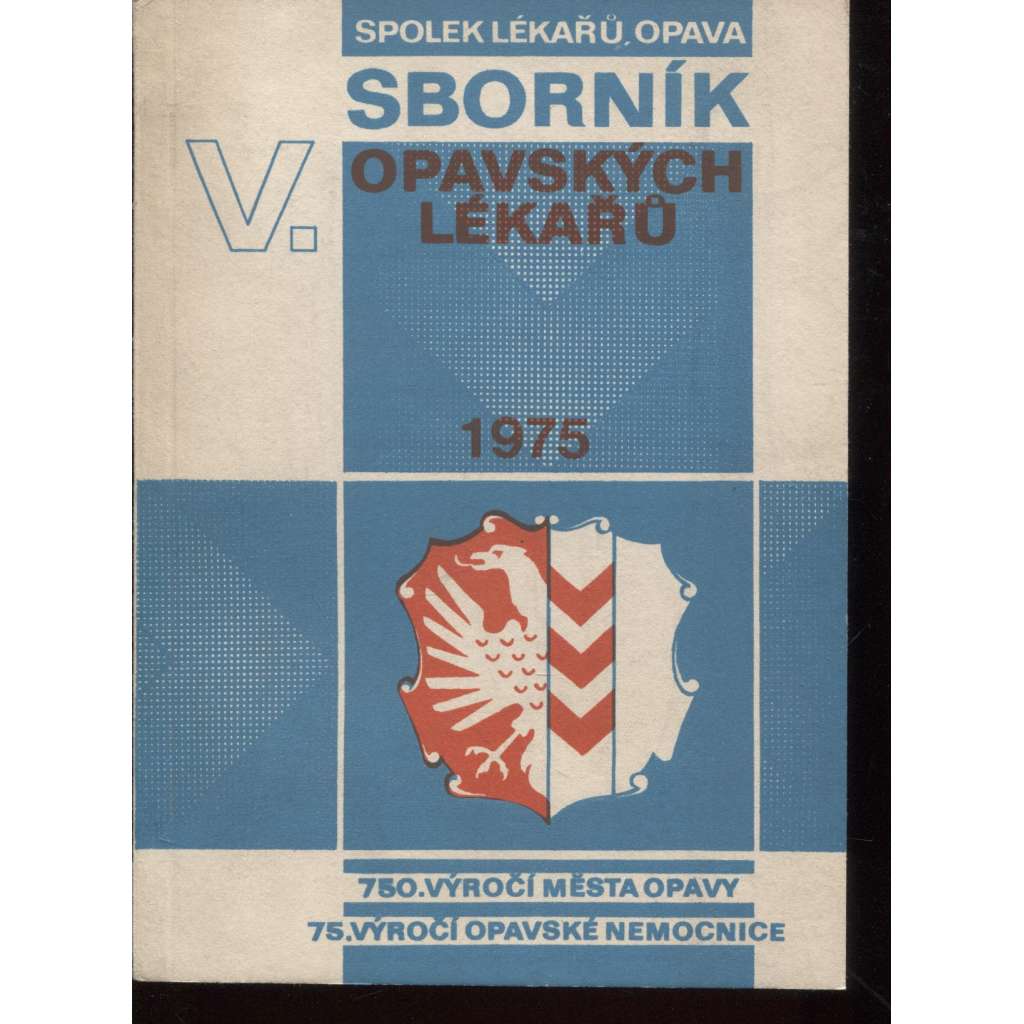 SPOLEK LÉKAŘŮ, OPAVA
SBORNÍK
V.
OPAVSKÝCH
LÉKAŘŮ
1975
750.VÝROČÍ MĚSTA OPAVY
75.VÝROČÍ OPAVSKÉ NEMOCNICE